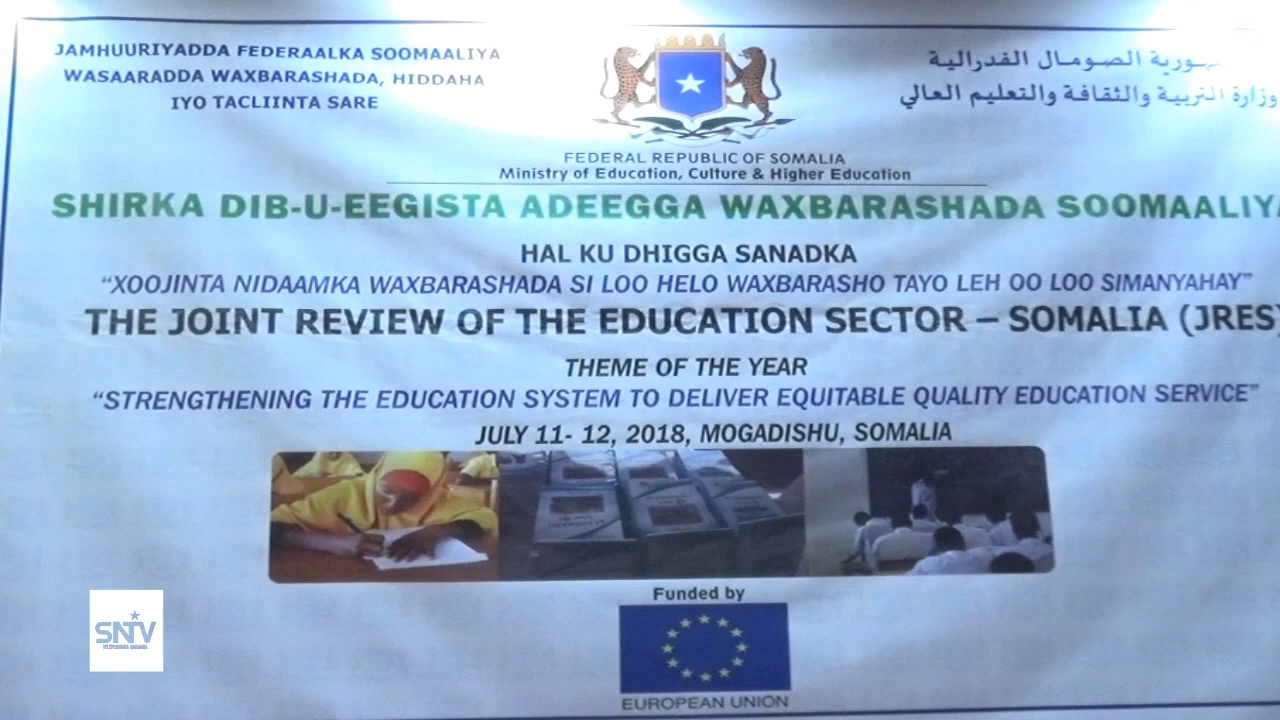 JAMHUURIYADDA FEDERAALKA SOOMAALIYA
WASAARADDA WAXBARASHADA, HIDDAHA
IYO TACLIINTA SARE
الصومال الفدرالية
وزارة التربية والثقافة والتعليم العالي
FEDERAL REPUBLIC OF SOMALIA
Ministry of Education, Culture & Higher Education
SHIRKA DIB-U-EEGISTA ADEEGGA WAXBARASHADA SOOMAALIYA
HAL KU DHIGGA SANADKA
“XOOJINTA NIDAAMKA WAXBARASHADA SI LOO HELO WAXBARASHO TAYO LEH OO LOO SIMANYAHAY”
THE JOINT REVIEW OF THE EDUCATION SECTOR – SOMALIA (JRES)
THEME OF THE YEAR
“STRENGTHENING THE EDUCATION SYSTEM TO DELIVER EQUITABLE QUALITY EDUCATION SERVICE”
JULY 11- 12, 2018, MOGADISHU, SOMALIA
Funded by
EUROPEAN UNION
SNTV